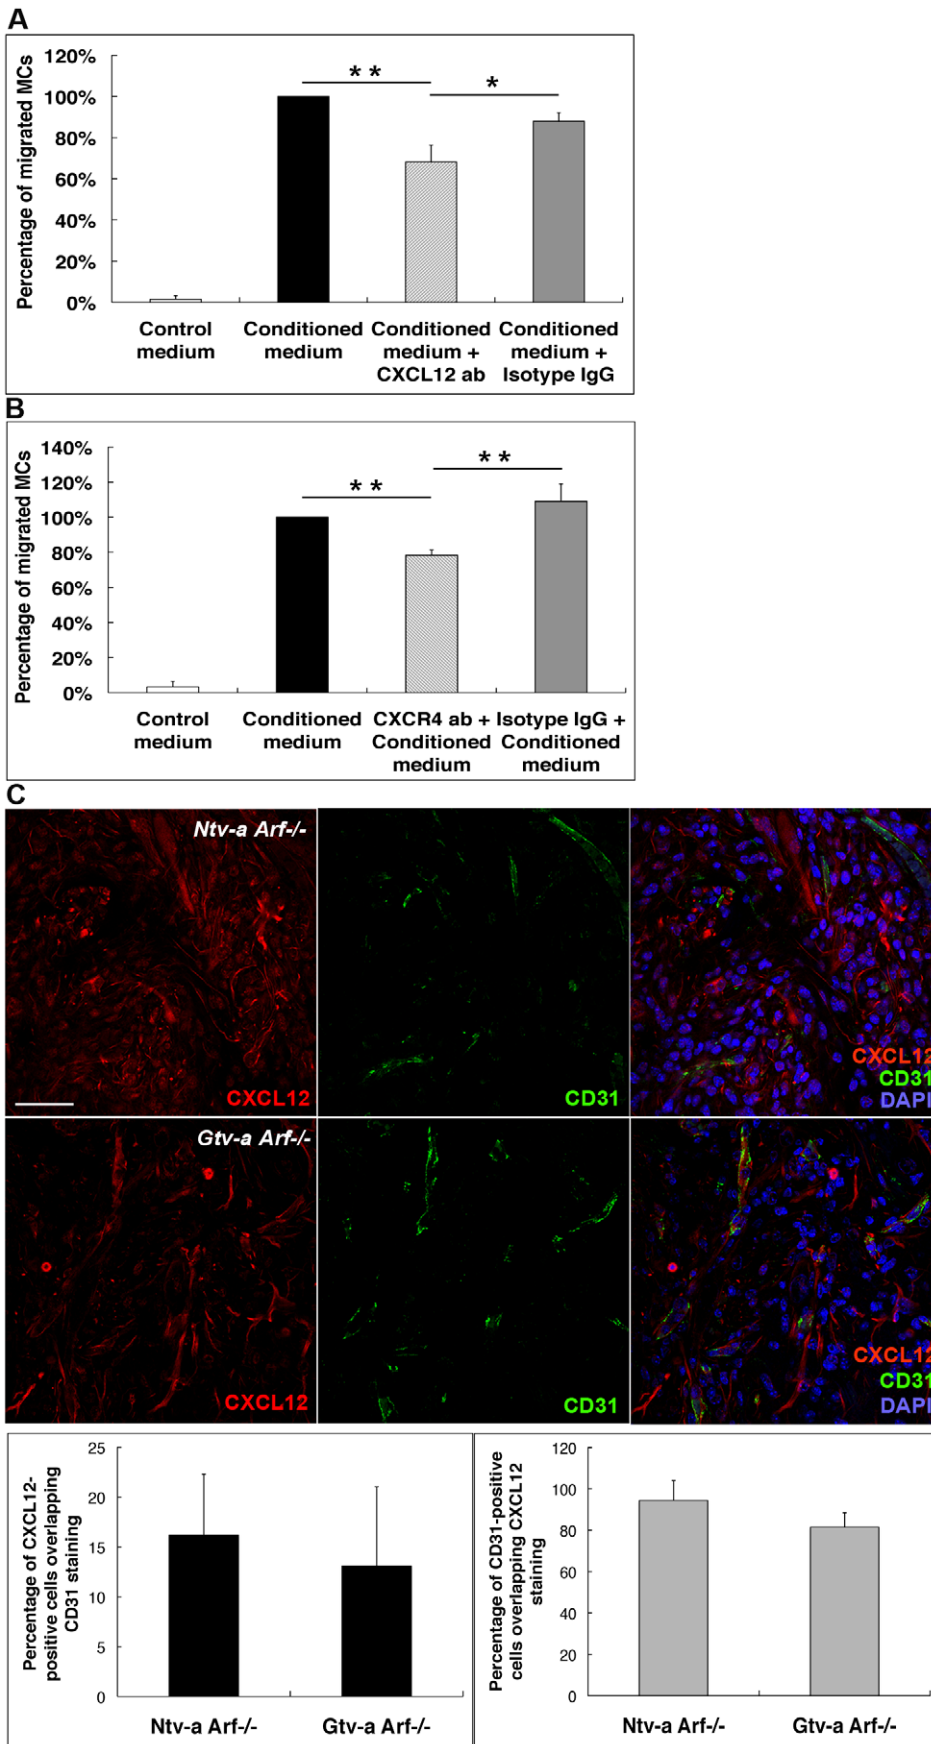 A
Percentage of migrated MCs
120%
100%
80%
60%
40%
20%
0%
* *
*
Control
medium
Conditioned
medium
Conditioned
medium +
CXCL12 ab
Conditioned
medium +
Isotype IgG
B
Percentage of migrated MCs
140%
120%
100%
80%
60%
40%
20%
0%
* *
* *
Control
medium
Conditioned
medium
CXCR4 ab +
Conditioned
medium
Isotype IgG +
Conditioned
medium
C
Ntv-a Arf-/-
CXCL12
CD31
CXCL12
CD31
DAPI
Gtv-a Arf-/-
CXCL12
CD31
CXCL12
CD31
DAPI
Percentage of CXCL12-
positive cells overlapping
CD31 staining
25
20
15
10
5
0
Ntv-a Arf-/-
Gtv-a Arf-/-
Percentage of CD31-positive
cells overlapping CXCL12
staining
120
100
80
60
40
20
0
Ntv-a Arf-/-
Gtv-a Arf-/-